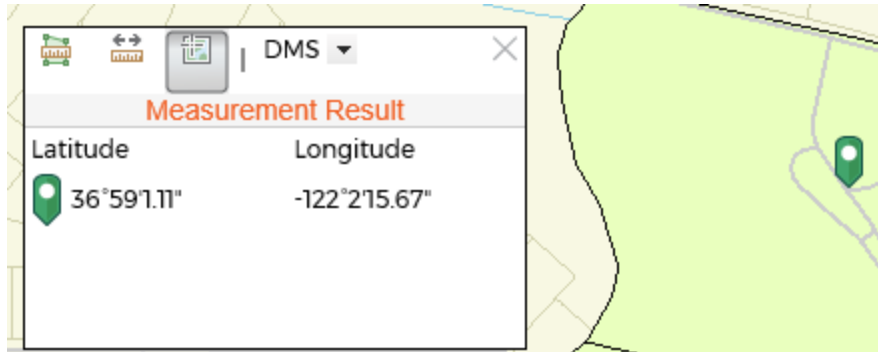 | DMS
Measurement Result
Latitude Longitude
36°59'1.11" -122°2'15.67"